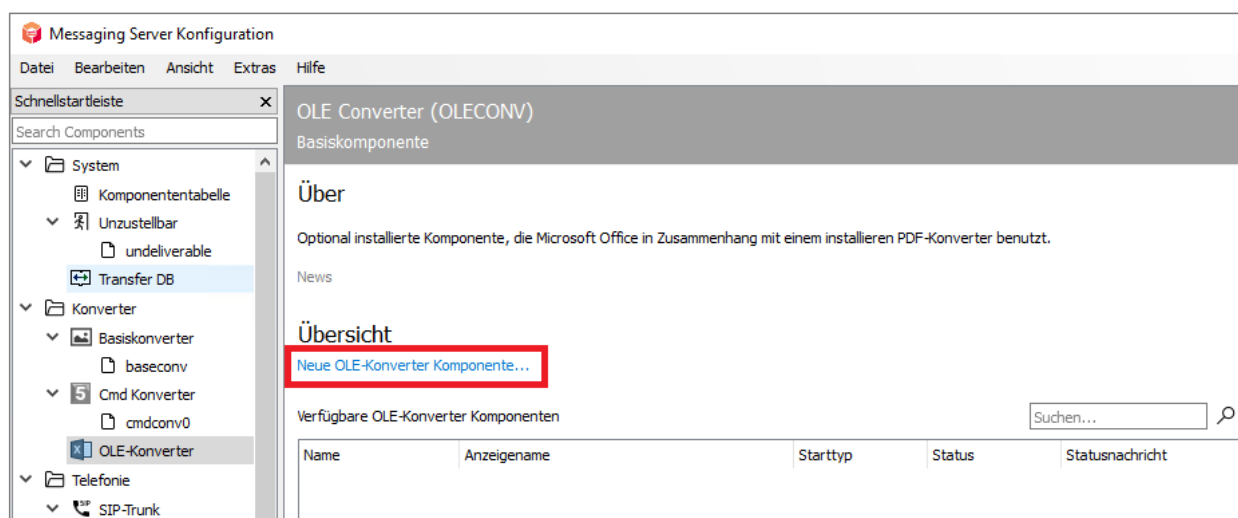 Messaging Server Konfiguration
Datei Bearbeiten Ansicht Extras Hilfe
Schnellstartleiste x
Search Components
System
Komponententabelle
Unzustellbar
undeliverable
Transfer DB
Konverter
Basiskonverter
baseconv
5 Cmd Konverter
cmdconv0
X OLE-Konverter
Telefonie
SIP SIP-Trunk
OLE Converter (OLECONV)
Basiskomponente
Über
Optional installierte Komponente, die Microsoft Office in Zusammenhang mit einem installieren PDF-Konverter benutzt.
News
Übersicht
Neue OLE-Konverter Komponente...
Verfügbare OLE-Konverter Komponenten
Suchen...
Name Anzeigename Starttyp Status Statusnachricht